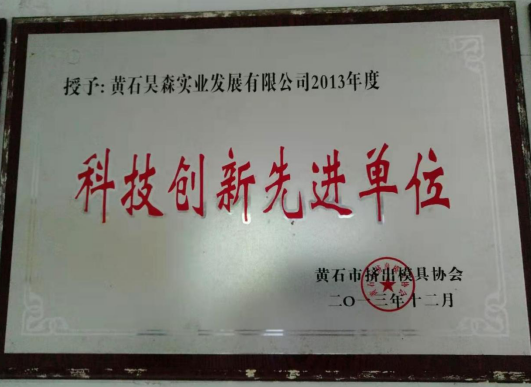 授予: 黄石昊森实业发展有限公司2013年度
科技创新先进单位
黄石市挤出模具协会
二〇一三年十二月